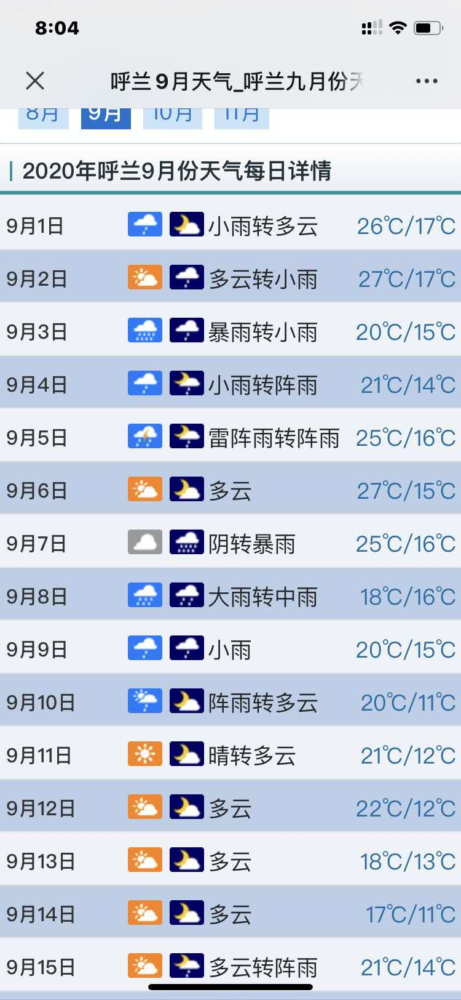 8:04
呼兰9月天气_呼兰九月份天
8月 9月 10月 11月
2020年呼兰9月份天气每日详情
9月1日 小雨转多云 26℃/17℃
9月2日 多云转小雨 27℃/17℃
9月3日 暴雨转小雨 20℃/15℃
9月4日 小雨转阵雨 21℃/14℃
9月5日 雷阵雨转阵雨 25℃/16℃
9月6日 多云 27℃/15℃
9月7日 阴转暴雨 25℃/16℃
9月8日 大雨转中雨 18℃/16℃
9月9日 小雨 20℃/15℃
9月10日 阵雨转多云 20℃/11℃
9月11日 晴转多云 21℃/12℃
9月12日 多云 22℃/12℃
9月13日 多云 18℃/13℃
9月14日 多云 17℃/11℃
9月15日 多云转阵雨 21℃/14℃